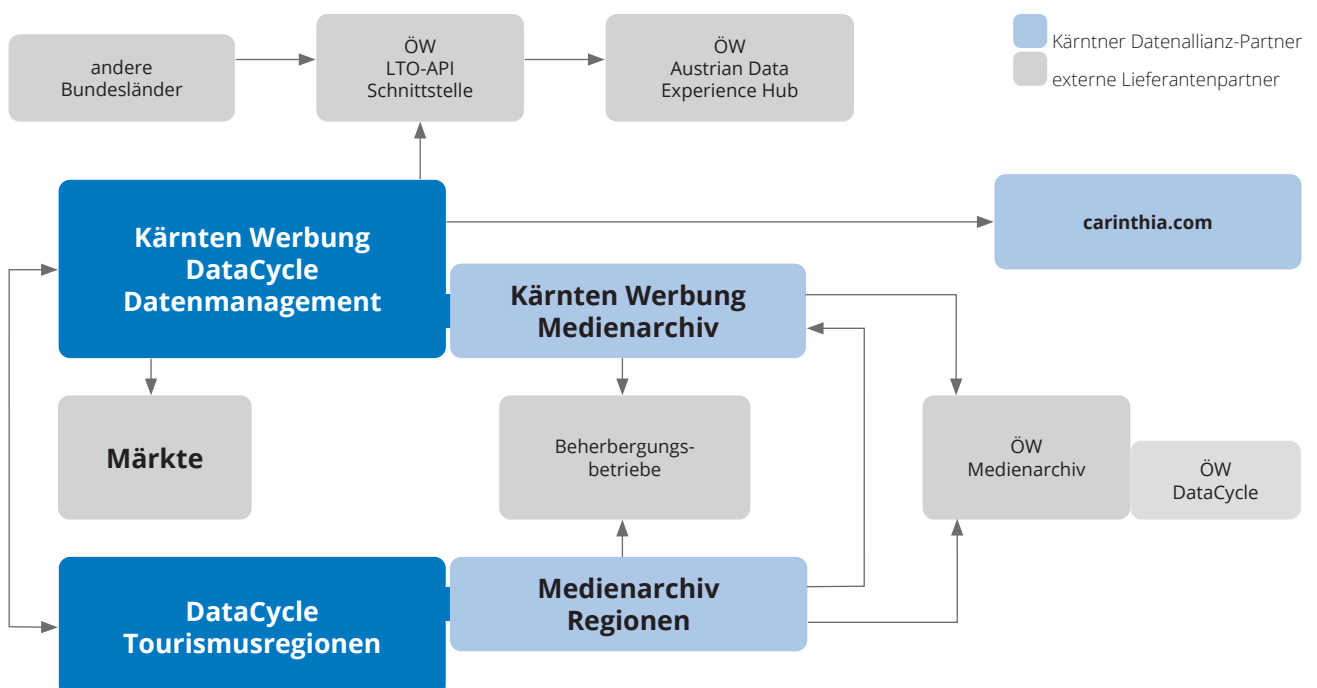 andere
Bundesländer
ÖW
LTO-API
Schnittstelle
ÖW
Austrian Data
Experience Hub
Kärntner Datenallianz-Partner
externe Lieferantenpartner
Kärnten Werbung
DataCycle
Datenmanagement
carinthia.com
Kärnten Werbung
Medienarchiv
Märkte
Beherbergungs-
betriebe
ÖW
Medienarchiv
ÖW
DataCycle
DataCycle
Tourismusregionen
Medienarchiv
Regionen